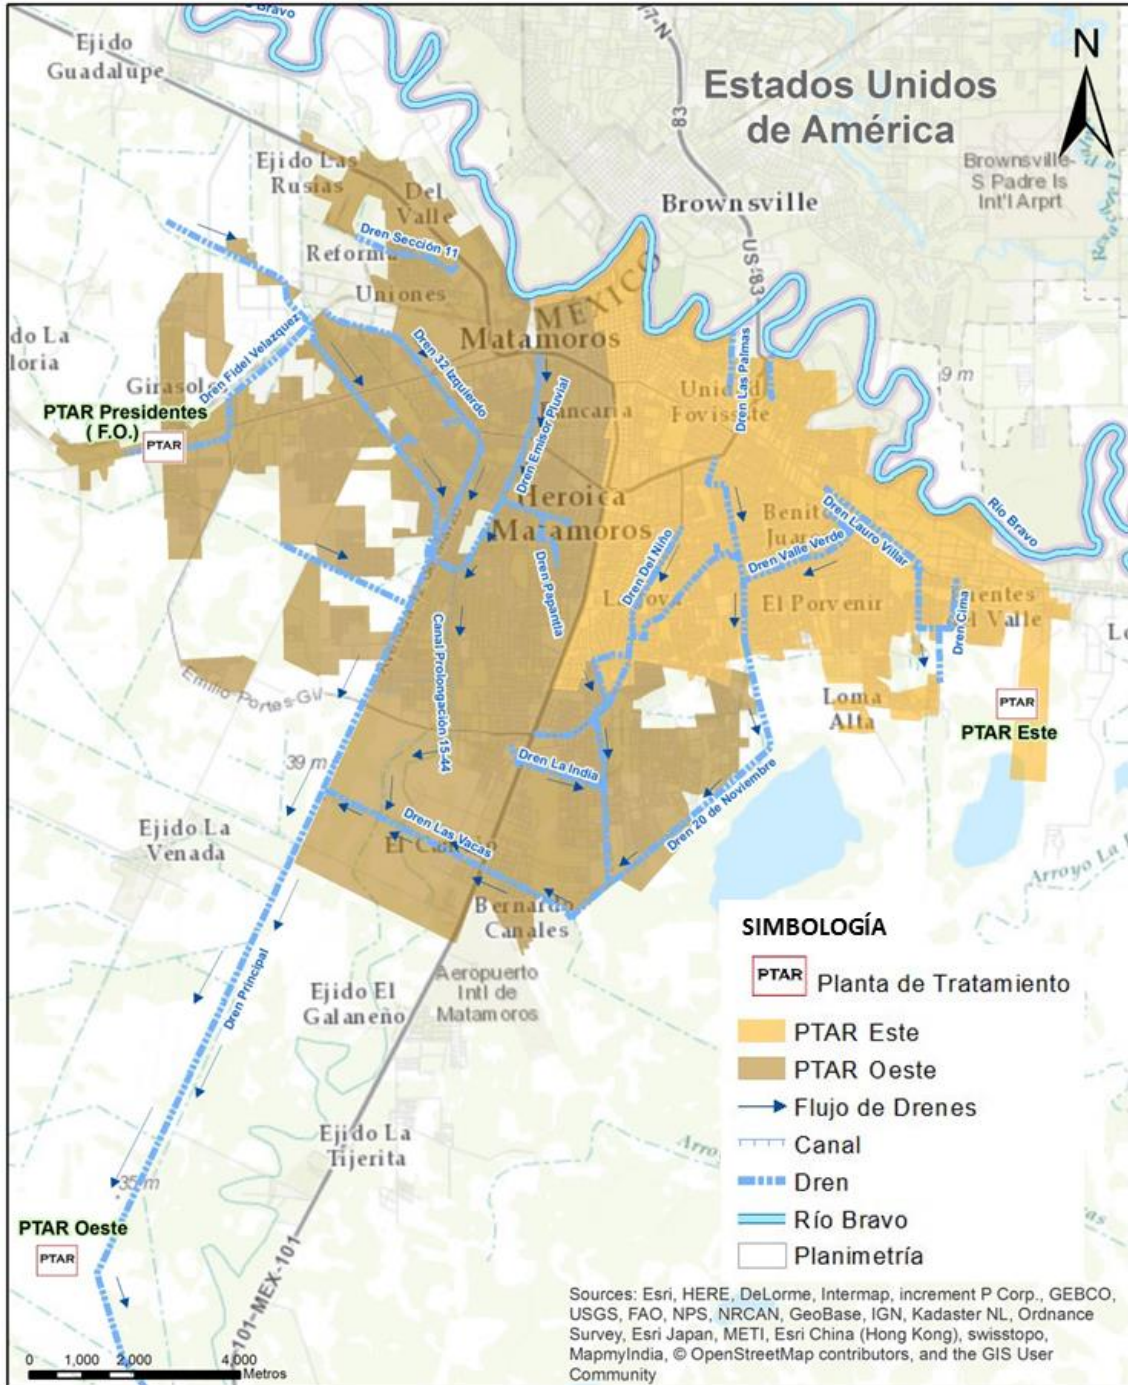 Bravo
Ejido
Guadalupe
77-N
N
Estados Unidos
de América
83
Brownsville-
S Padre Is
Int'l Arprt
Ejido Las
Rusias
Del
Valle
Brownsville
Dren Sección 11
Reforma
Uniones
US-83
MEXICO
Matamoros
Dren Fidel Velazquez
Dren 32 Izquierdo
Dren Las Palmas
9 m
PTAR Presidentes
( F.O.)
PTAR
Dren Emisor Pluvial
Heroica
Matamoros
Río Bravo
Dren Lauro Villar
Dren Valle Verde
Dren Del Niño
Dren Papantla
El Porvenir
Dren Cima
Canal Prolongación 15-44
Emilio Portes-Gil
Loma
Alta
PTAR
PTAR Este
39 m
Dren La India
Dren 20 de Noviembre
Ejido La
Venada
Dren Las Vacas
Bernardo
Canales
Dren Principal
Aeropuerto
Intl de
Matamoros
Ejido El
Galaneño
Ejido La
Tijerita
35 m
PTAR Oeste
PTAR
101-MEX-101
SIMBOLOGÍA
PTAR Planta de Tratamiento
PTAR Este
PTAR Oeste
Flujo de Drenes
Canal
Dren
Río Bravo
Planimetría
Sources: Esri, HERE, DeLorme, Intermap, increment P Corp., GEBCO,
USGS, FAO, NPS, NRCAN, GeoBase, IGN, Kadaster NL, Ordnance
Survey, Esri Japan, METI, Esri China (Hong Kong), swisstopo,
MapmyIndia, © OpenStreetMap contributors, and the GIS User
Community
0 1,000 2,000 4,000
Metros